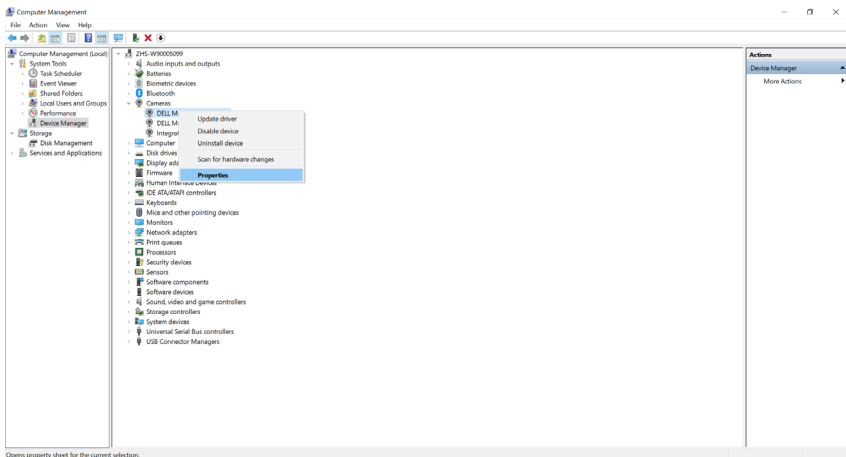 Computer Management
File Action View Help
Computer Management (Local)
System Tools
Task Scheduler
Event Viewer
Shared Folders
Local Users and Groups
Performance
Device Manager
Storage
Disk Management
Services and Applications
ZHS-W90005099
Audio inputs and outputs
Batteries
Biometric devices
Bluetooth
Cameras
DELL M
DELL M
Integrat
Computer
Disk drives
Display ada
Firmware
Human Interface Devices
IDE ATA/ATAPI controllers
Keyboards
Mice and other pointing devices
Monitors
Network adapters
Print queues
Processors
Security devices
Sensors
Software components
Software devices
Sound, video and game controllers
Storage controllers
System devices
Universal Serial Bus controllers
USB Connector Managers
Update driver
Disable device
Uninstall device
Scan for hardware changes
Properties
Actions
Device Manager
More Actions
Opens property sheet for the current selection.